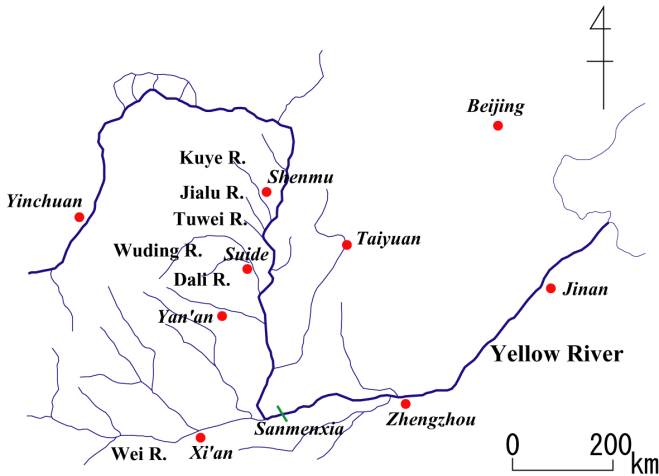 Beijing
Kuye R.
Shenmu
Jialu R.
Yinchuan
Tuwei R.
Taiyuan
Wuding R.
Suide
Dali R.
Jinan
Yan'an
Yellow River
Zhengzhou
Sanmenxia
Wei R.
Xi'an
0
200
km